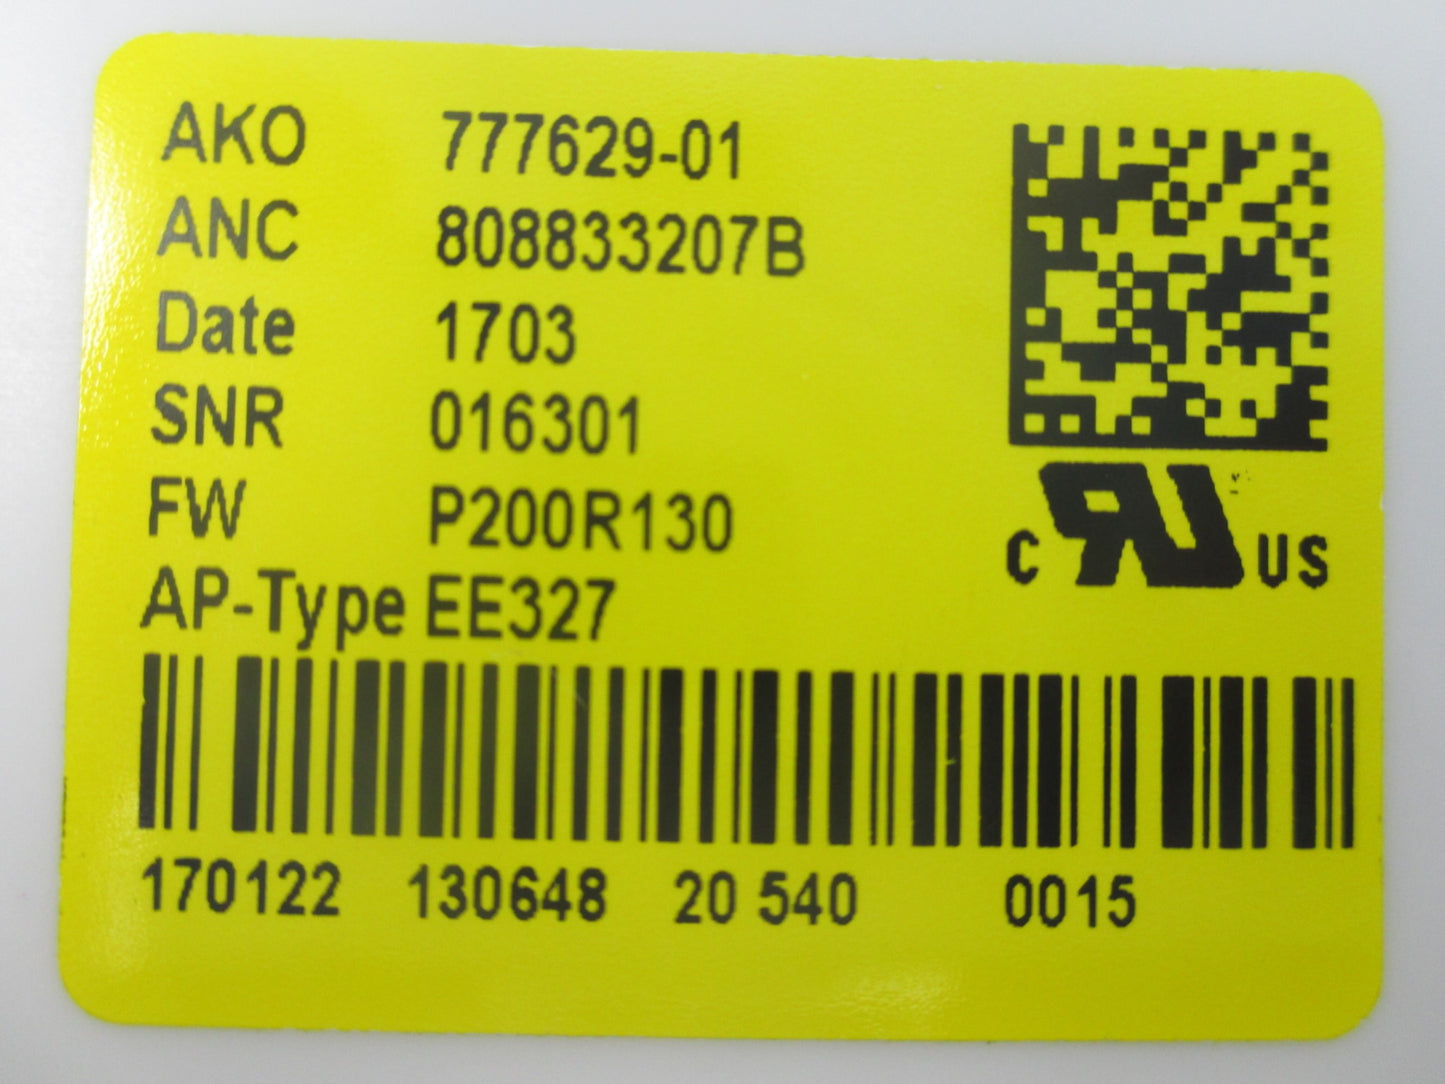 AKO 777629-01
ANC 808833207B
Date 1703
SNR 016301
FW P200R130
AP-Type EE327
C UR US
170122 130648 20 540 0015